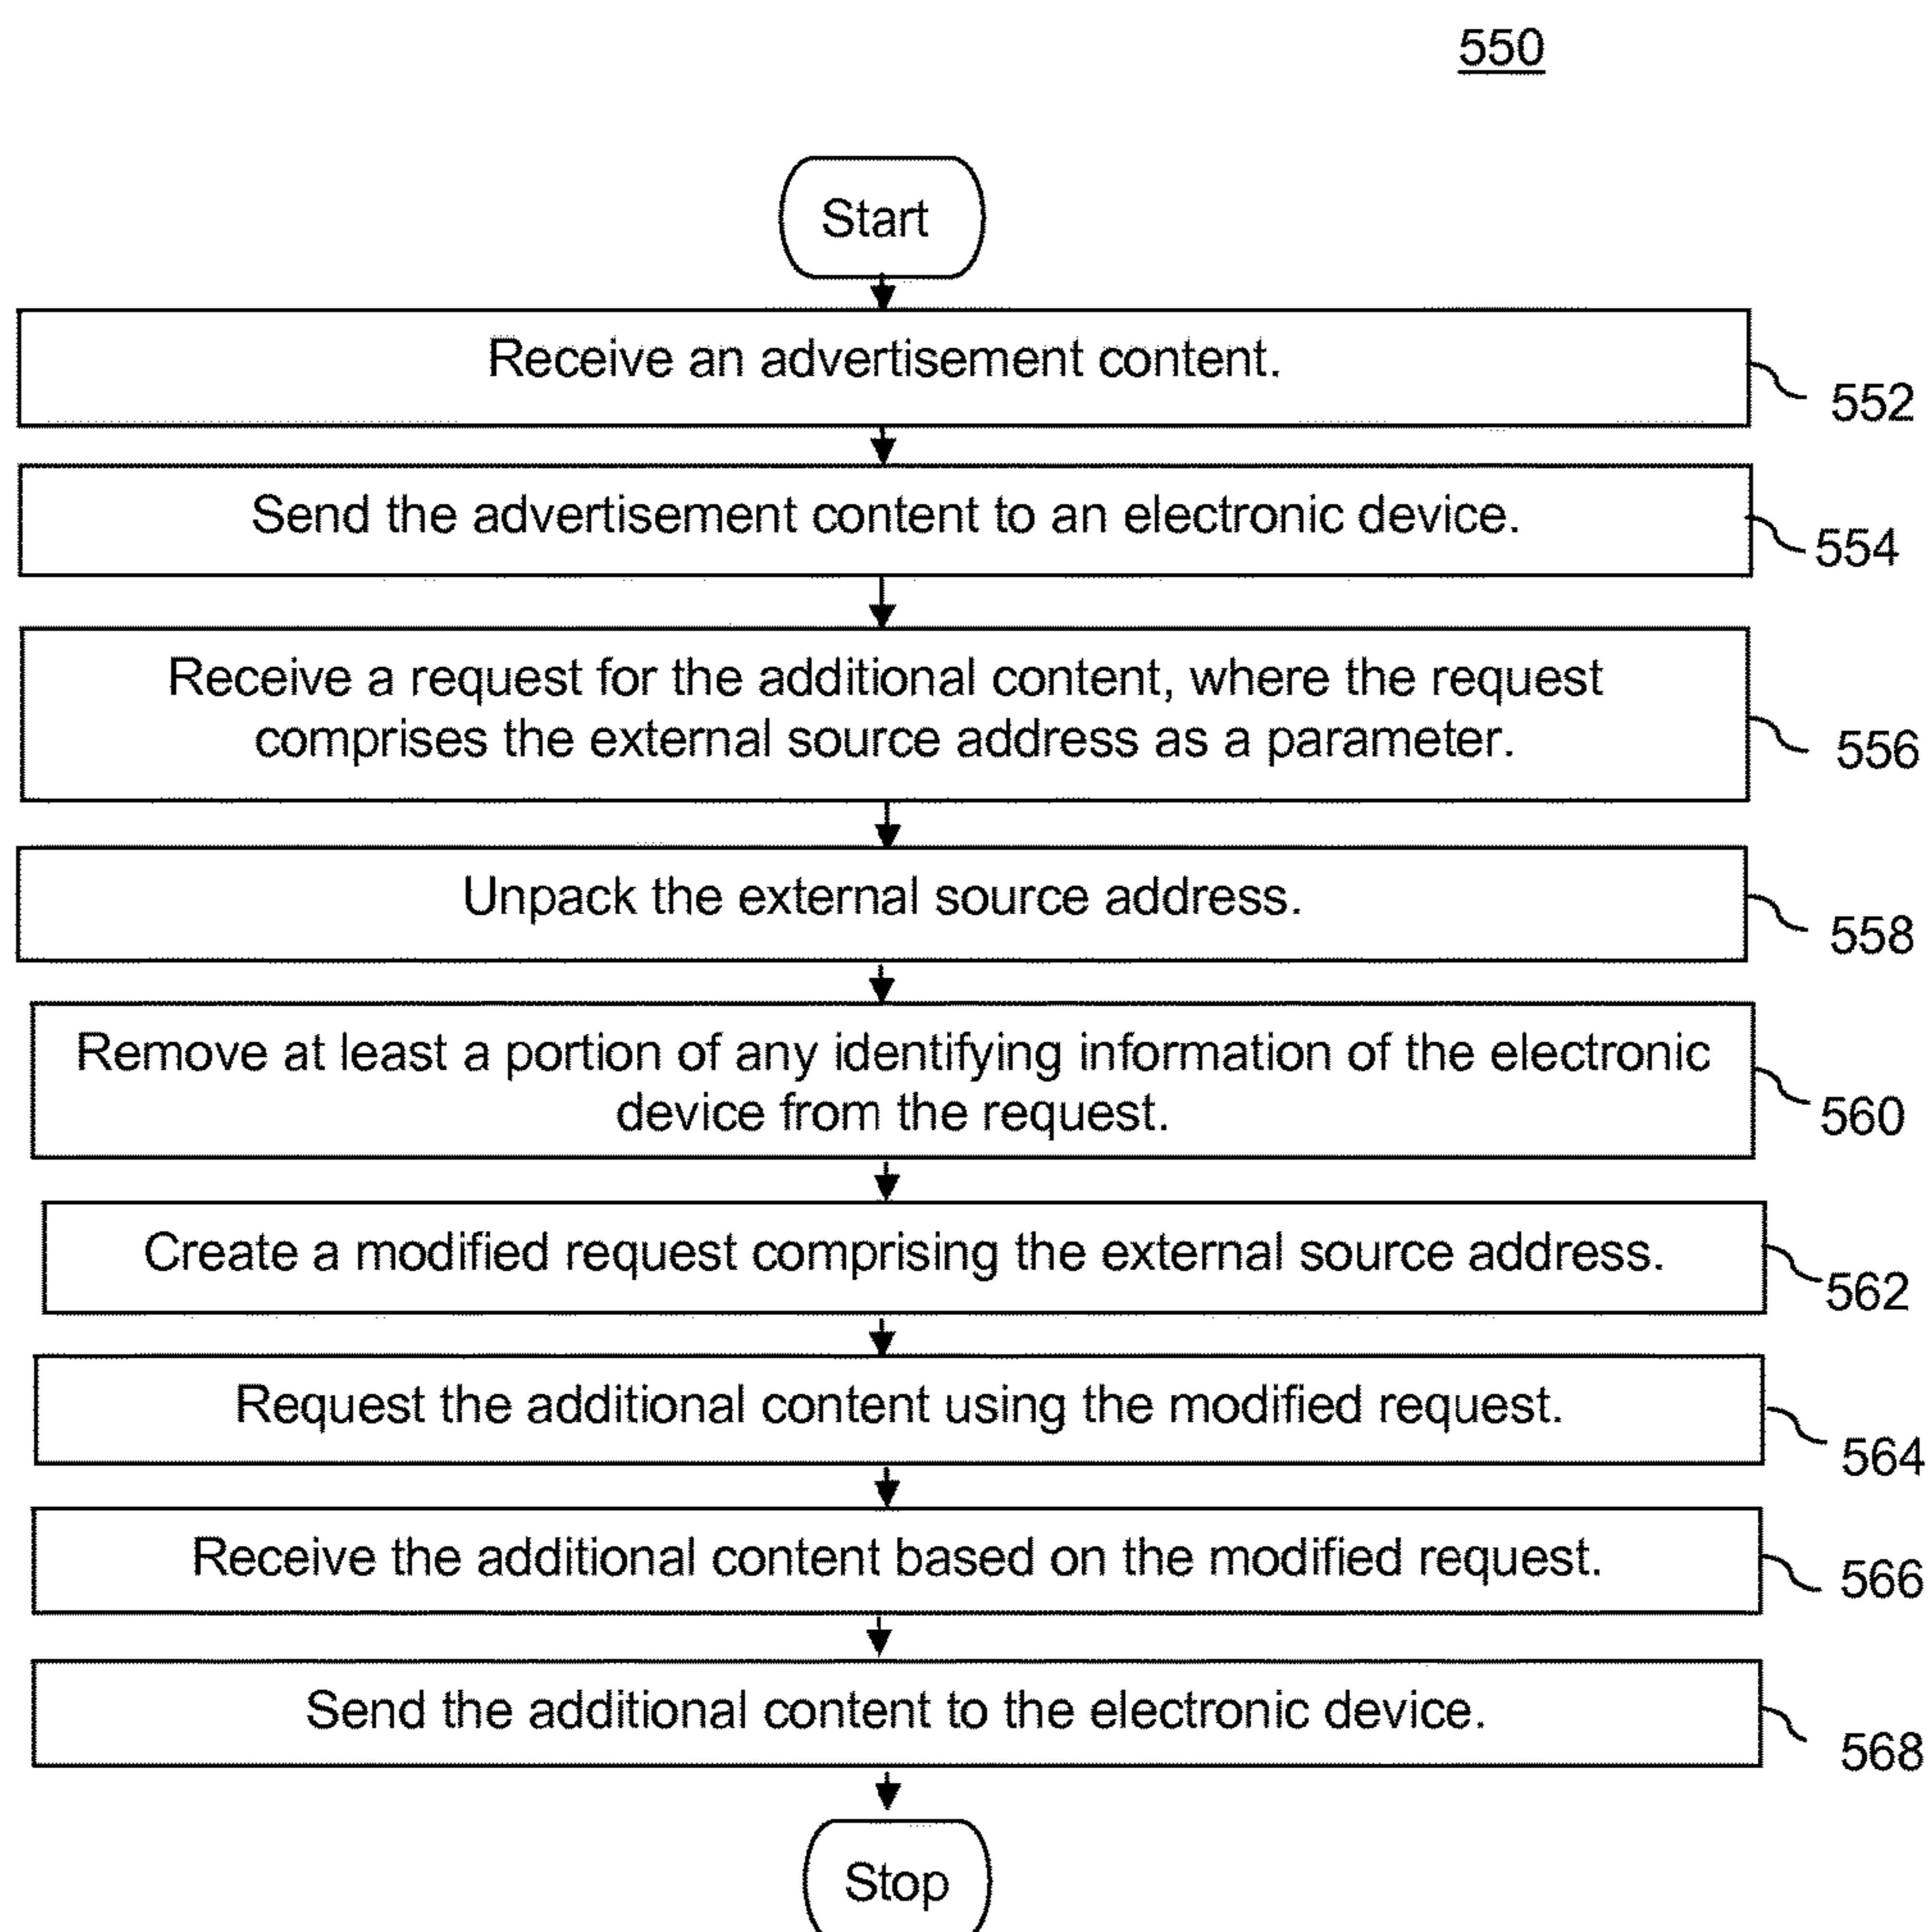 550
Start
Receive an advertisement content.
552
Send the advertisement content to an electronic device.
554
Receive a request for the additional content, where the request
comprises the external source address as a parameter.
556
Unpack the external source address.
558
Remove at least a portion of any identifying information of the electronic
device from the request.
560
Create a modified request comprising the external source address.
562
Request the additional content using the modified request.
564
Receive the additional content based on the modified request.
566
Send the additional content to the electronic device.
568
Stop